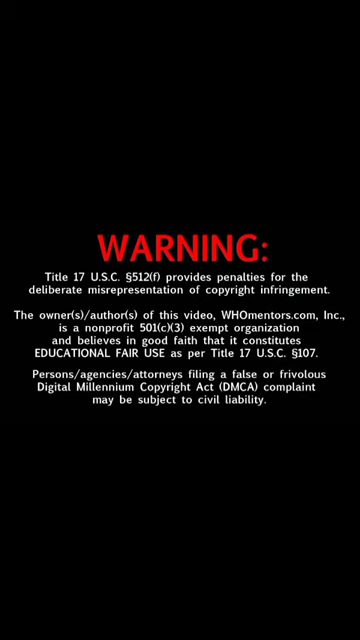 WARNING:
Title 17 U.S.C. §512(f) provides penalties for the
deliberate misrepresentation of copyright infringement.
The owner(s)/author(s) of this video, WHOmentors.com, Inc.,
is a nonprofit 501(c)(3) exempt organization
and believes in good faith that it constitutes
EDUCATIONAL FAIR USE as per Title 17 U.S.C. §107.
Persons/agencies/attorneys filing a false or frivolous
Digital Millennium Copyright Act (DMCA) complaint
may be subject to civil liability.